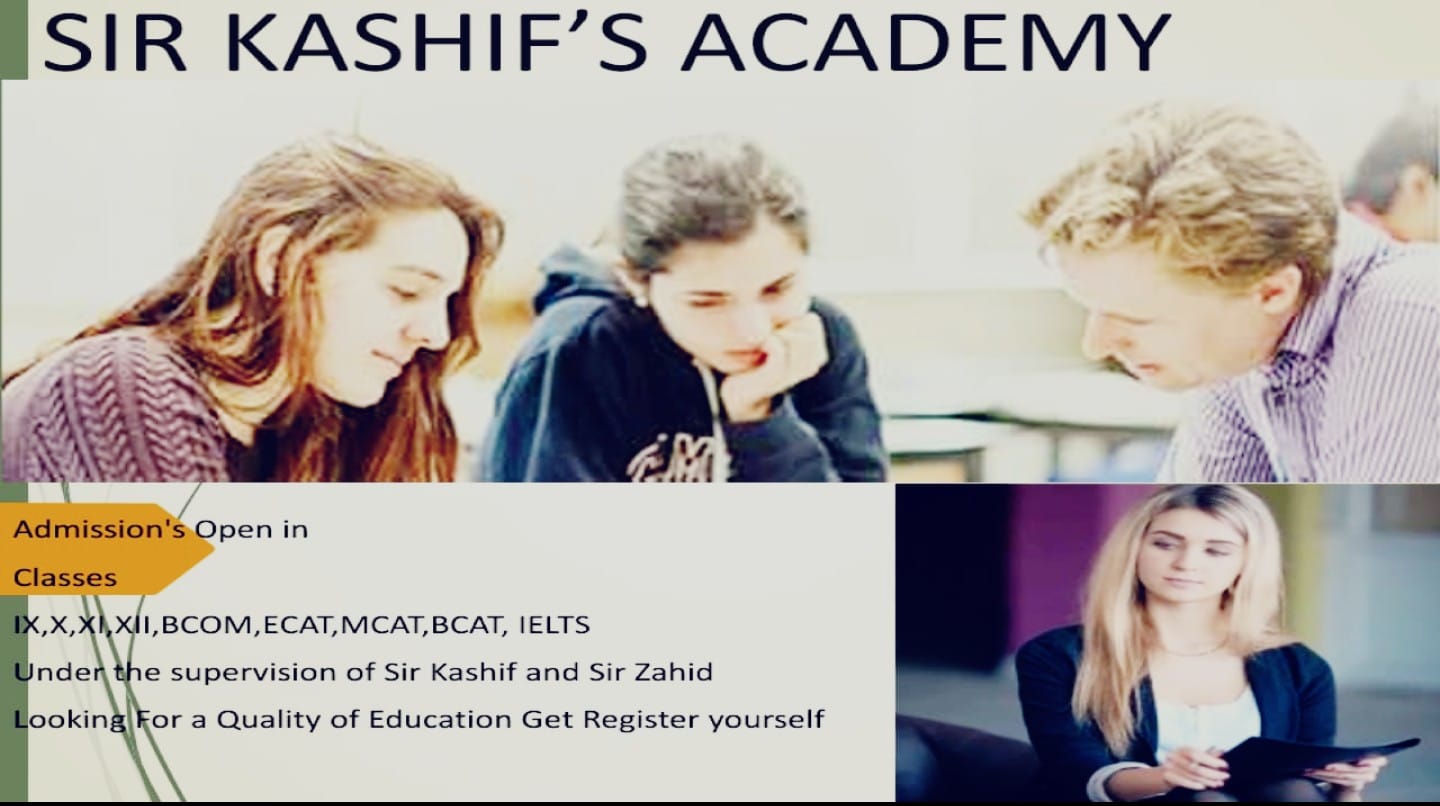 SIR KASHIF’S ACADEMY
Admission's Open in
Classes
IX,X,XI,XII,BCOM,ECAT,MCAT,BCAT, IELTS
Under the supervision of Sir Kashif and Sir Zahid
Looking For a Quality of Education Get Register yourself